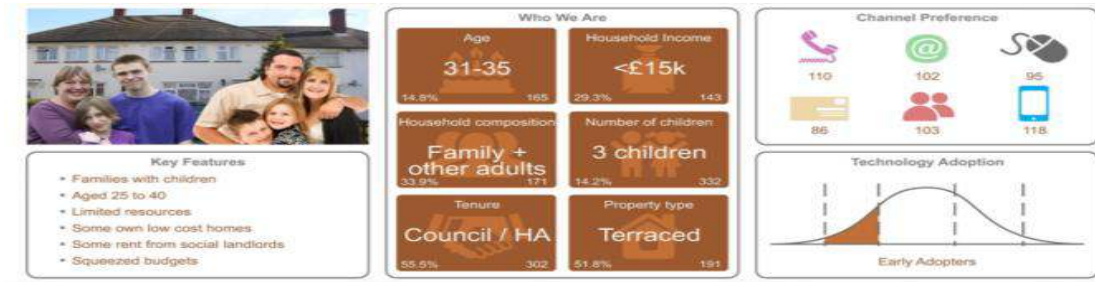 Key Features
• Families with children
• Aged 25 to 40
• Limited resources
• Some own low cost homes
• Some rent from social landlords
• Squeezed budgets
Who We Are
Age
31-35
14.8% 165
Household Income
<£15k
29.3% 143
Household composition
Family +
other adults
33.9% 171
Number of children
3 children
14.2% 332
Tenure
Council / HA
55.5% 302
Property type
Terraced
51.8% 191
Channel Preference
110 102 95
86 103 118
Technology Adoption
Early Adopters